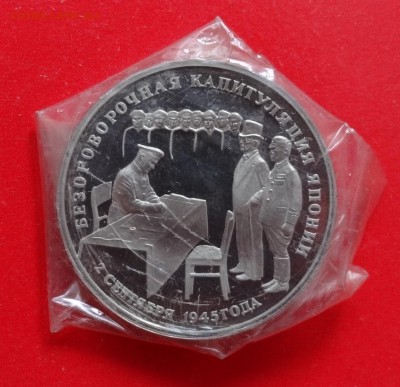 БЕЗОГОВОРОЧНАЯ КАПИТУЛЯЦИЯ ЯПОНИИ
2 СЕНТЯБРЯ 1945 ГОДА